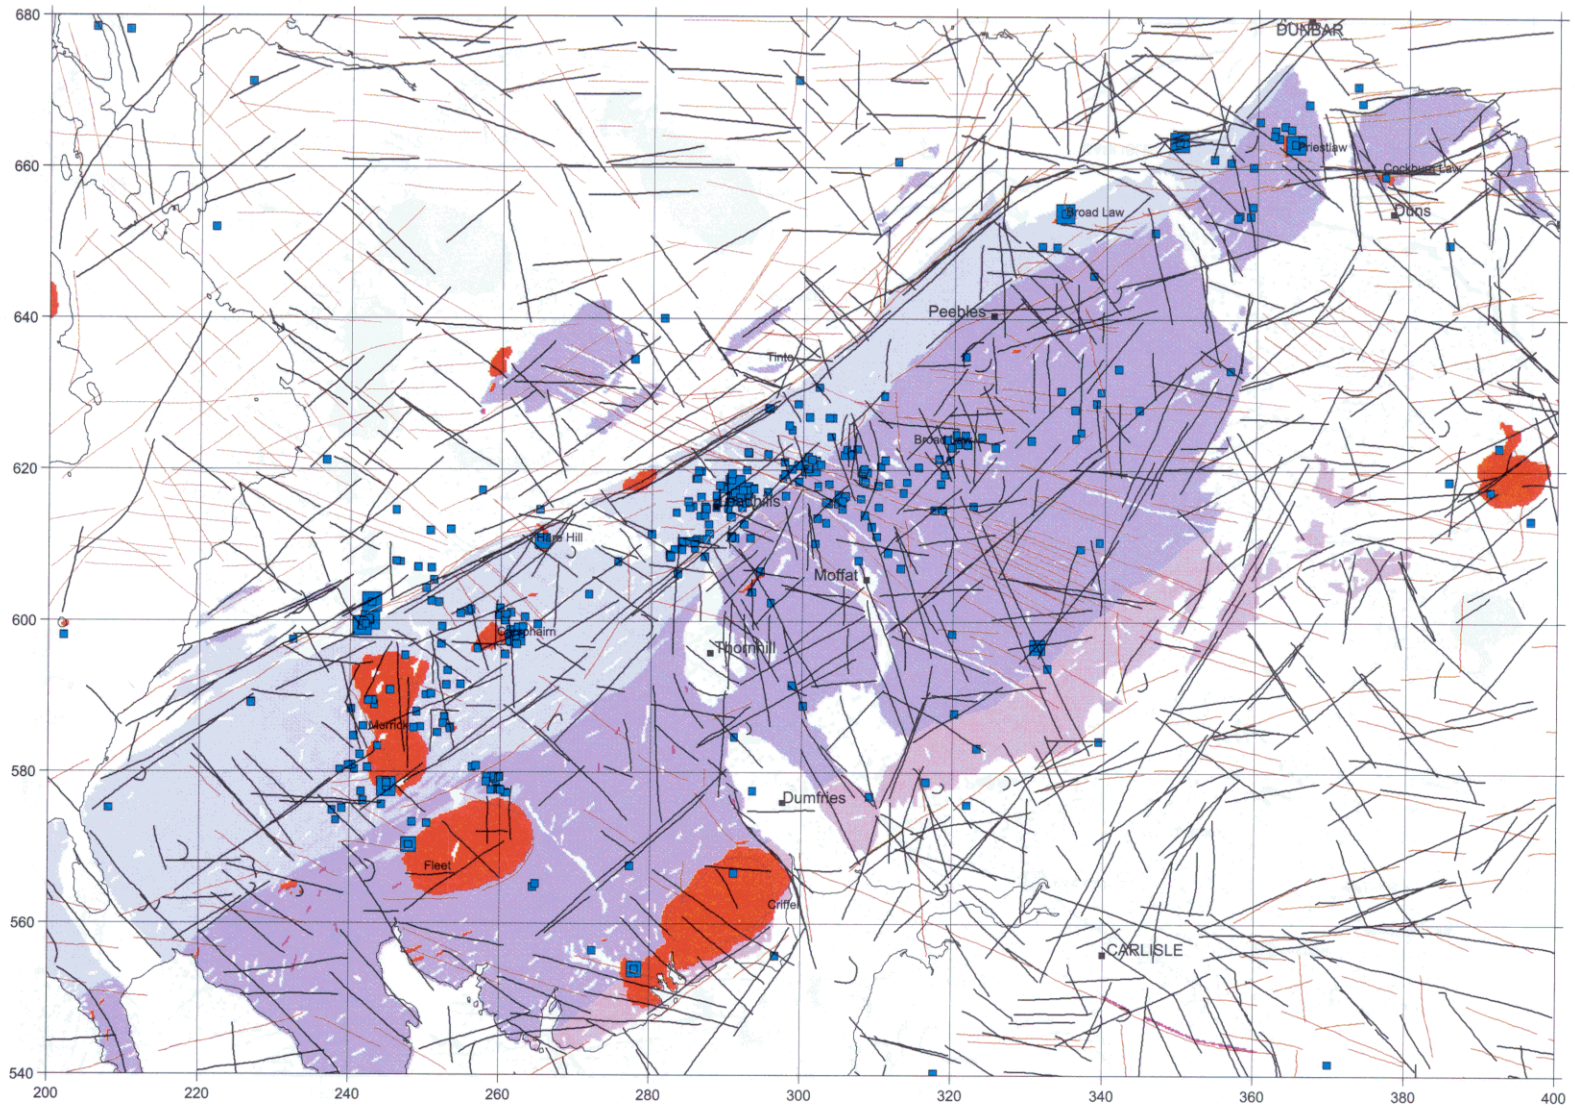 680
DUNBAR
660
Priestlaw
Cockburn Law
Broad Law
Duns
640
Peebles
Tinto
620
Broad Law
Hare Hill
Moffat
600
Thornhill
Merrick
580
Dumfries
Fleet
Criffel
560
CARLISLE
540
200
220
240
260
280
300
320
340
360
380
400